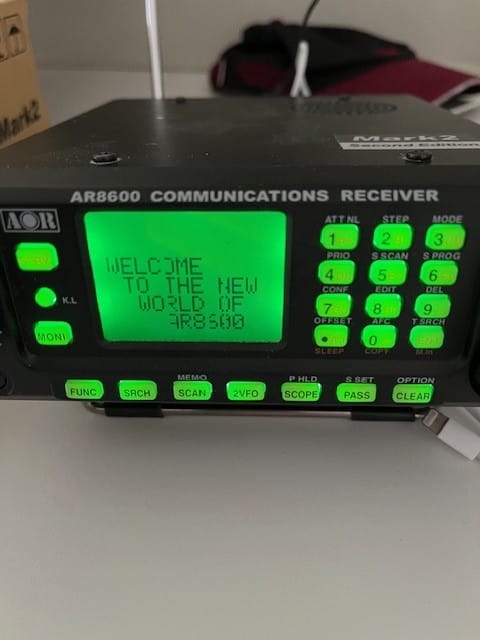 Mark2
Mark2
Second Edition
AR8600 COMMUNICATIONS RECEIVER
AOR
WELCOME
TO THE NEW
WORLD OF
AR8600
K.L
MONI
ATT NL STEP MODE
1 2 3
PRIO S SCAN S PROG
4 5 6
CONF EDIT DEL
7 8 9
OFFSET AFC T SRCH
. 0
SLEEP COPY M.in
MEMO P HLD S SET OPTION
FUNC SRCH SCAN 2VFO SCOPE PASS CLEAR